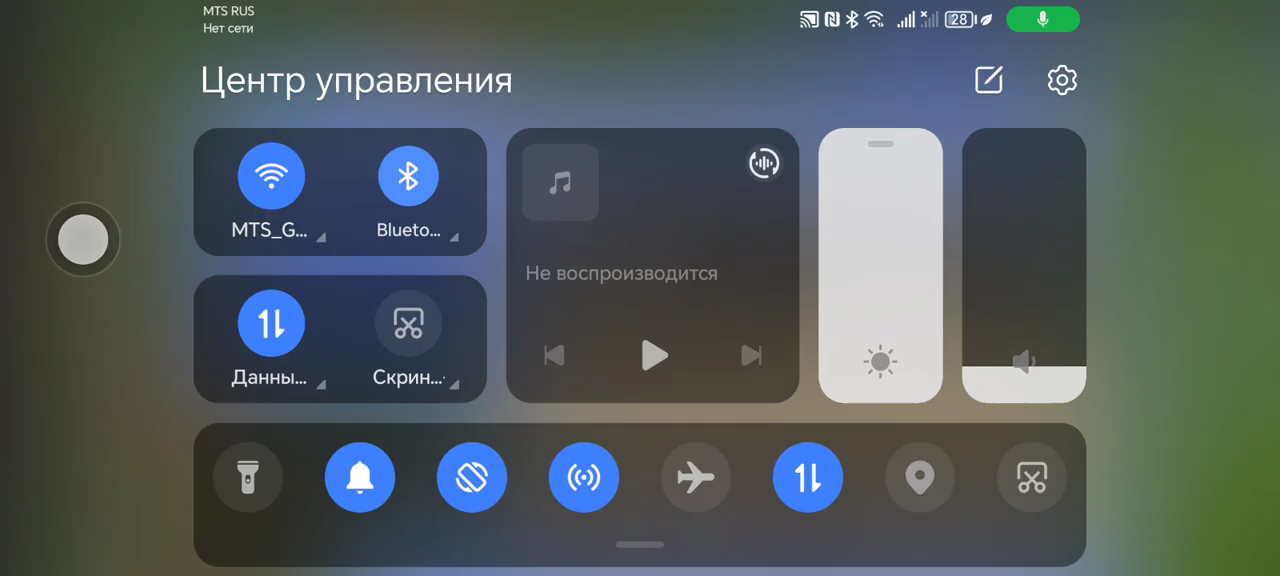 MTS RUS
Нет сети
28
Центр управления
MTS_G...
Blueto...
Не воспроизводится
Данны...
Скрин...